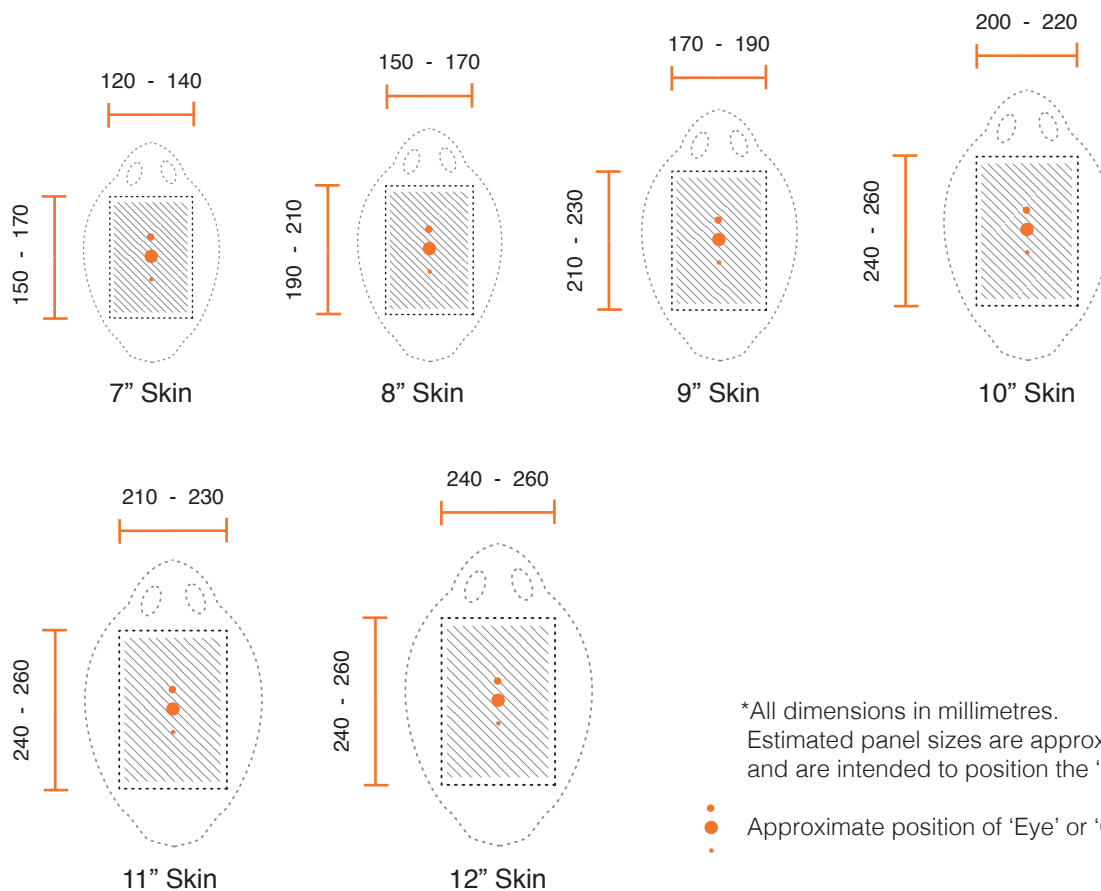 120 - 140
150 - 170
7” Skin
150 - 170
190 - 210
8” Skin
170 - 190
210 - 230
9” Skin
200 - 220
240 - 260
10” Skin
210 - 230
240 - 260
11” Skin
240 - 260
240 - 260
12” Skin
*All dimensions in millimetres.
Estimated panel sizes are approx
and are intended to position the ‘
Approximate position of ‘Eye’ or ‘